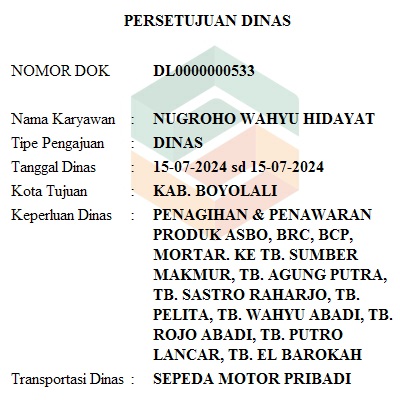 PERSETUJUAN DINAS
NOMOR DOK DL0000000533
Nama Karyawan : NUGROHO WAHYU HIDAYAT
Tipe Pengajuan : DINAS
Tanggal Dinas : 15-07-2024 sd 15-07-2024
Kota Tujuan : KAB. BOYOLALI
Keperluan Dinas : PENAGIHAN & PENAWARAN
PRODUK ASBO, BRC, BCP,
MORTAR. KE TB. SUMBER
MAKMUR, TB. AGUNG PUTRA,
TB. SASTRO RAHARJO, TB.
PELITA, TB. WAHYU ABADI, TB.
ROJO ABADI, TB. PUTRO
LANCAR, TB. EL BAROKAH
Transportasi Dinas : SEPEDA MOTOR PRIBADI